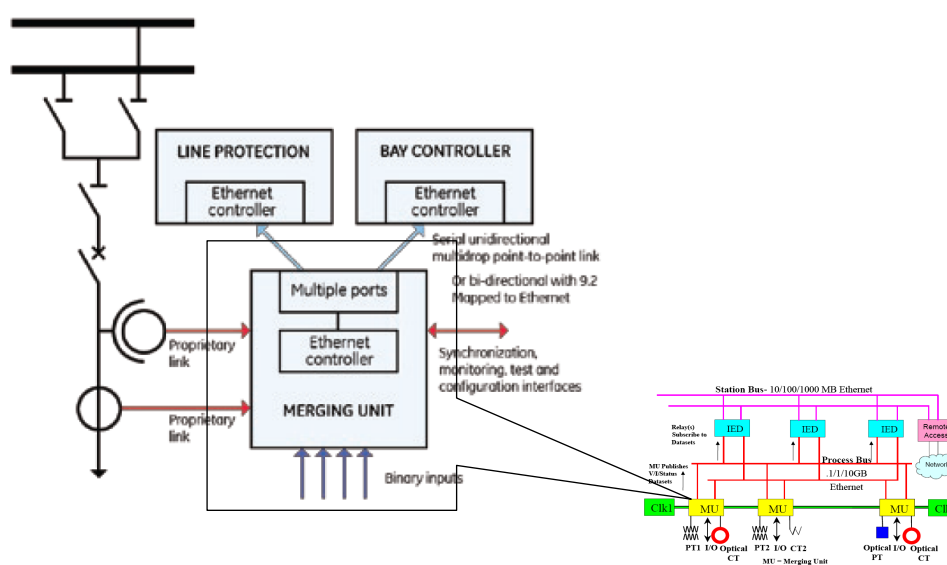 LINE PROTECTION
Ethernet
controller
BAY CONTROLLER
Ethernet
controller
Serial unidirectional
multidrop point-to-point link
Or bi-directional with 9.2
Mapped to Ethernet
Multiple ports
Ethernet
controller
MERGING UNIT
Proprietary
link
Proprietary
link
Synchronization,
monitoring, test and
configuration interfaces
Binary inputs
Station Bus- 10/100/1000 MB Ethernet
Relay(s)
Subscribe to
Datasets
IED
IED
IED
Remote
Access
Network
Process Bus
.1/1/10GB
Ethernet
MU Publishes
V/I/Status
Datasets
Clk1
MU
MU
MU
PT1 I/O Optical
CT
PT2 I/O CT2
Optical I/O Optical
PT CT
MU = Merging Unit